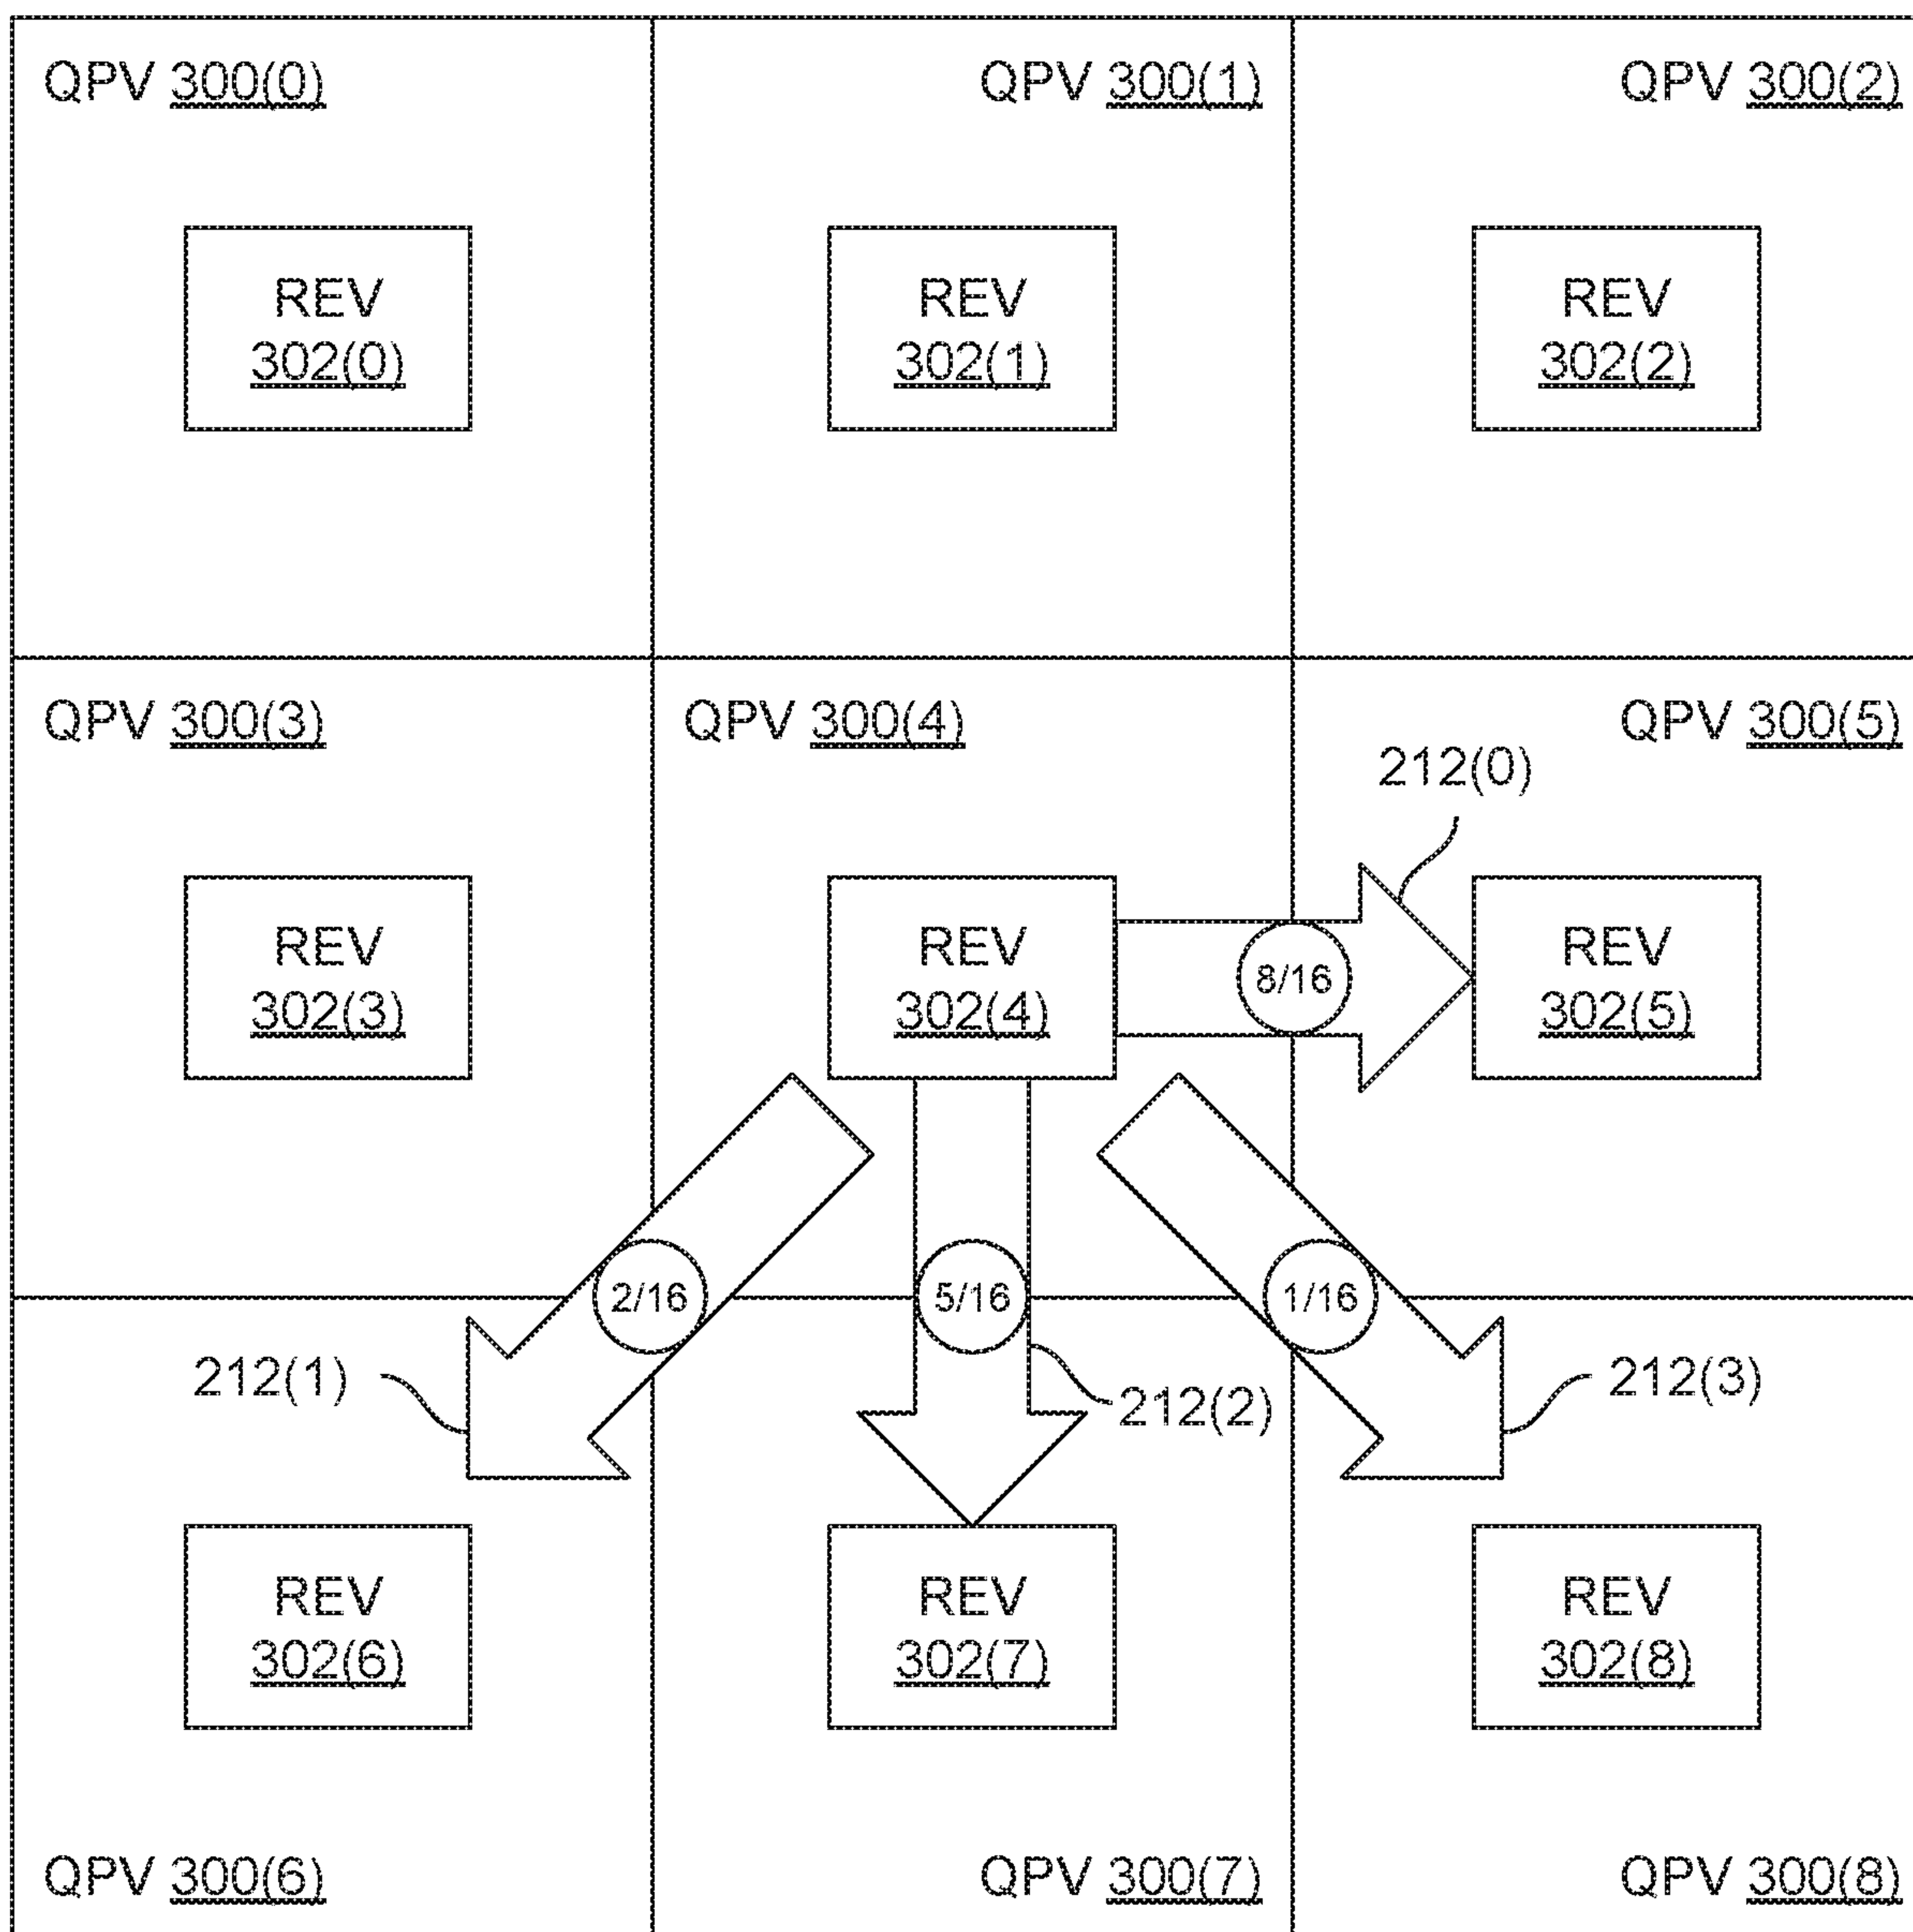 QPV 300(0)
QPV 300(1)
QPV 300(2)
REV
302(0)
REV
302(1)
REV
302(2)
QPV 300(3)
QPV 300(4)
QPV 300(5)
212(0)
REV
302(3)
REV
302(4)
8/16
REV
302(5)
2/16
5/16
1/16
212(1)
212(2)
212(3)
REV
302(6)
REV
302(7)
REV
302(8)
QPV 300(6)
QPV 300(7)
QPV 300(8)